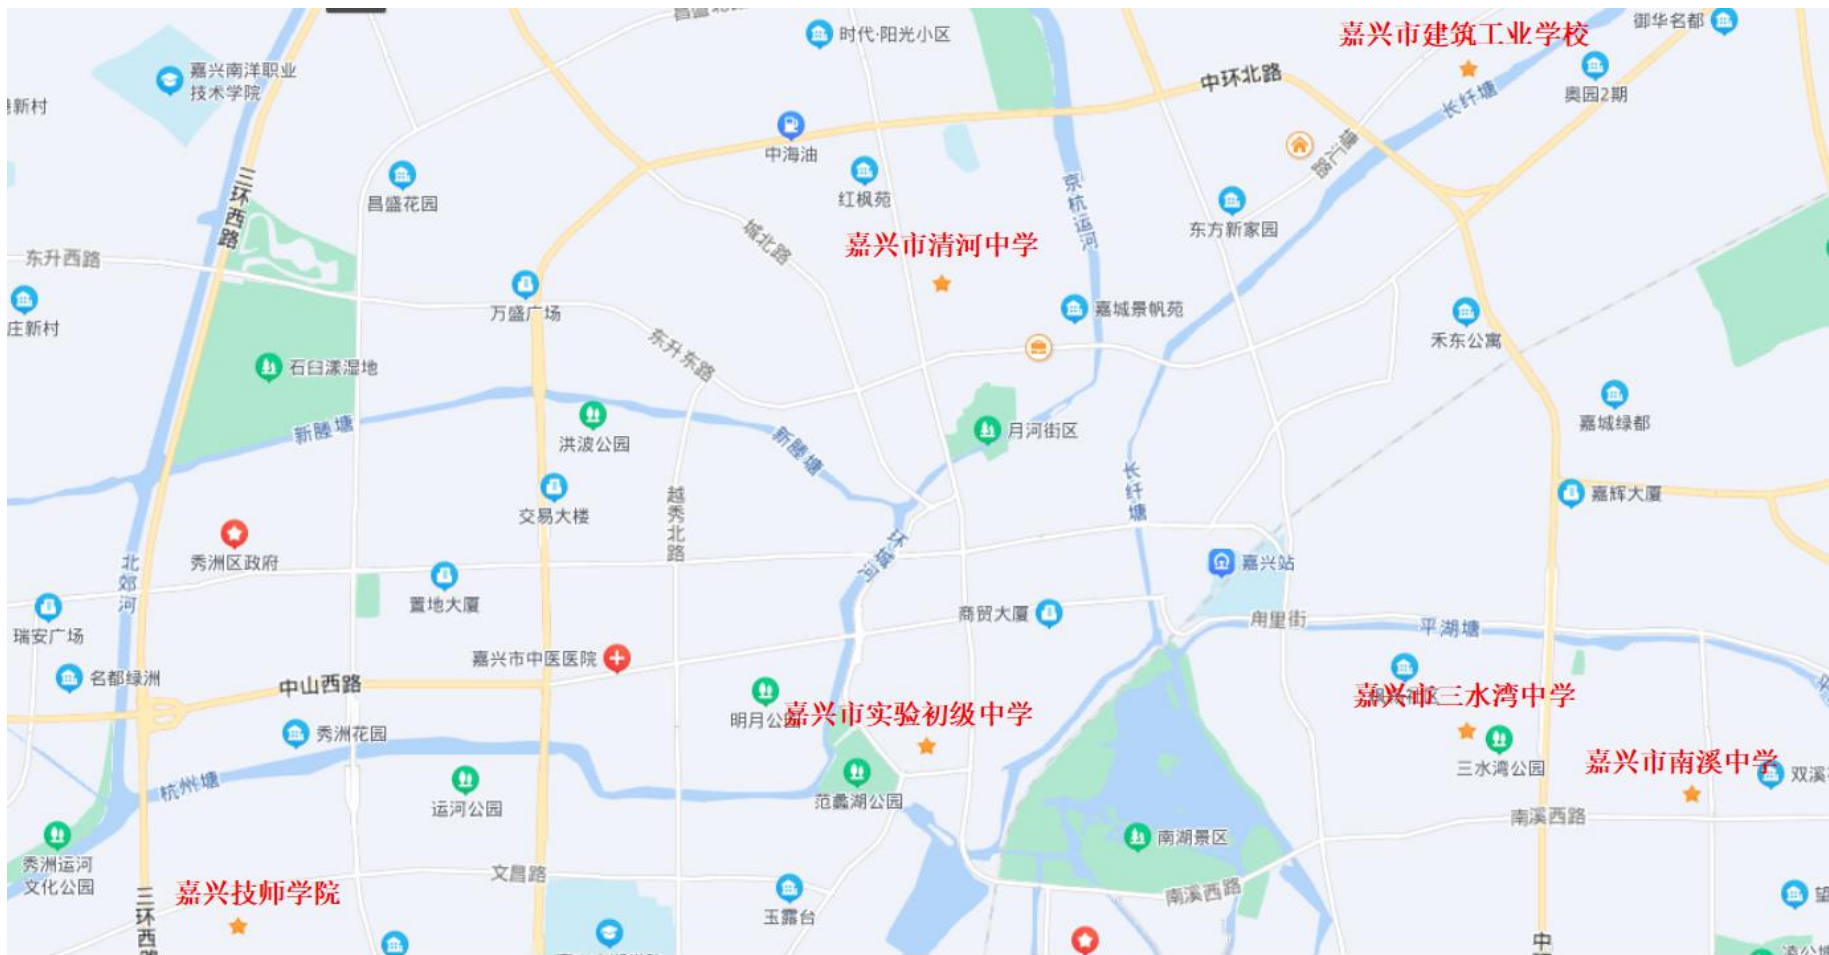 嘉兴市建筑工业学校
御华名都
时代·阳光小区
嘉兴南洋职业
技术学院
中环北路
奥园2期
长纤塘
新村
中海油
塘汇路
三环西路
昌盛花园
红枫苑
京杭运河
东方新家园
城北路
嘉兴市清河中学
东升西路
万盛广场
嘉城景帆苑
庄新村
禾东公寓
东升东路
石臼漾湿地
嘉城绿都
新塍塘
洪波公园
新塍塘
月河街区
长纤塘
嘉辉大厦
交易大楼
越秀北路
环城河
秀洲区政府
北郊河
嘉兴站
置地大厦
商贸大厦
甪里街
平湖塘
瑞安广场
嘉兴市中医医院
名都绿洲
中山西路
嘉兴市三水湾中学
明月公园
嘉兴市实验初级中学
秀洲花园
三水湾公园
嘉兴市南溪中学
双溪
杭州塘
运河公园
范蠡湖公园
南溪西路
南湖景区
秀洲运河
文化公园
文昌路
嘉兴技师学院
南溪西路
玉露台
望
三环西路
中